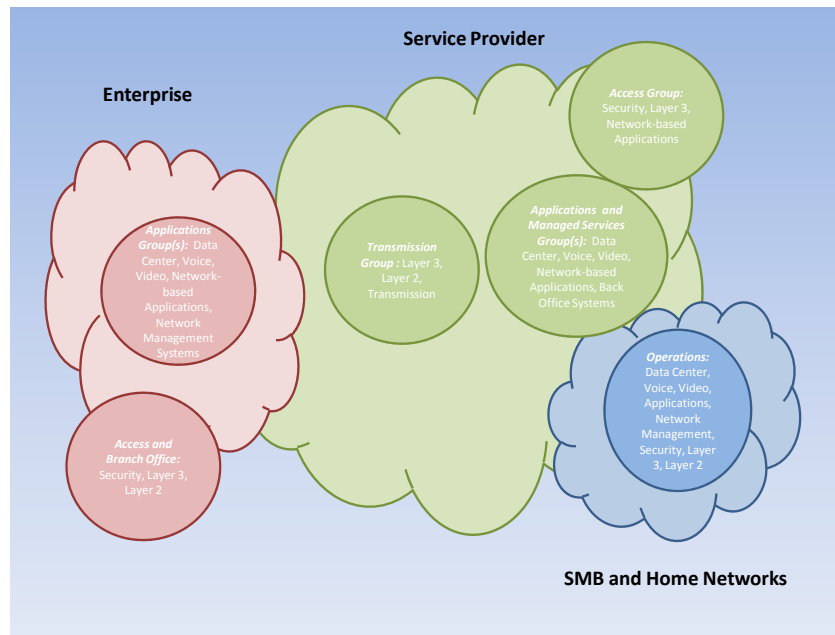 Service Provider
Enterprise
Access Group:
Security, Layer 3,
Network-based
Applications
Applications
Group(s): Data
Center, Voice,
Video, Network-
based
Applications,
Network
Management
Systems
Transmission
Group : Layer 3,
Layer 2,
Transmission
Applications and
Managed Services
Group(s): Data
Center, Voice, Video,
Network-based
Applications, Back
Office Systems
Operations:
Data Center,
Voice, Video,
Applications,
Network
Management,
Security, Layer
3, Layer 2
Access and
Branch Office:
Security, Layer 3,
Layer 2
SMB and Home Networks